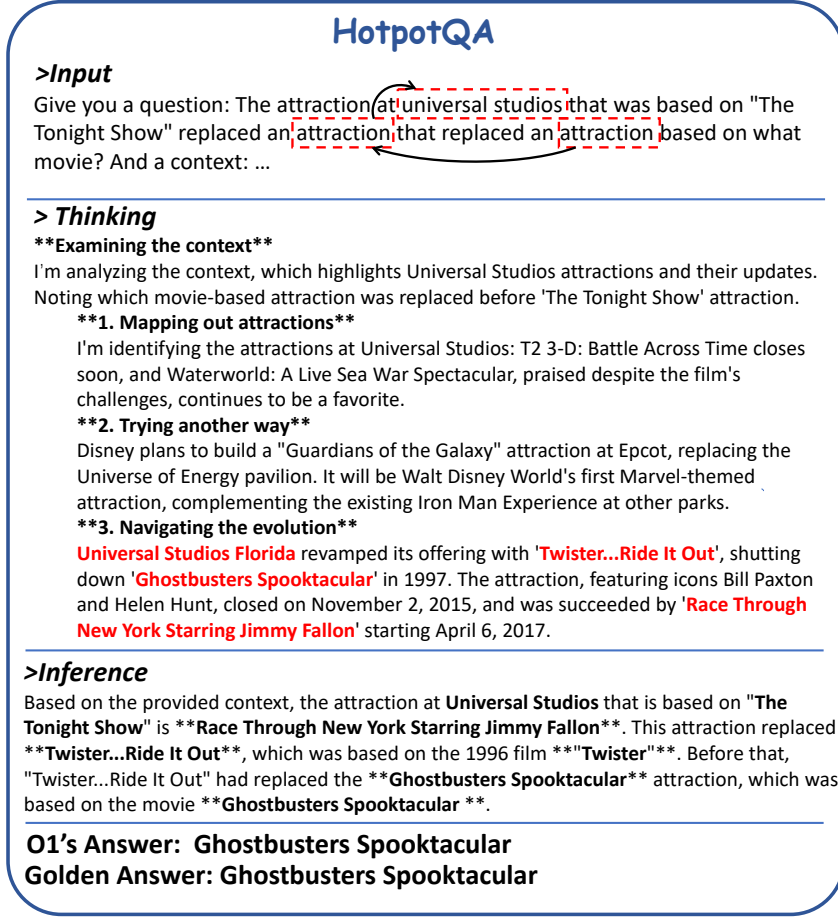 HotpotQA
>Input
Give you a question: The attraction at universal studios that was based on "The
Tonight Show" replaced an attraction that replaced an attraction based on what
movie? And a context: …
> Thinking
**Examining the context**
I'm analyzing the context, which highlights Universal Studios attractions and their updates.
Noting which movie-based attraction was replaced before 'The Tonight Show' attraction.
**1. Mapping out attractions**
I'm identifying the attractions at Universal Studios: T2 3-D: Battle Across Time closes
soon, and Waterworld: A Live Sea War Spectacular, praised despite the film's
challenges, continues to be a favorite.
**2. Trying another way**
Disney plans to build a "Guardians of the Galaxy" attraction at Epcot, replacing the
Universe of Energy pavilion. It will be Walt Disney World's first Marvel-themed
attraction, complementing the existing Iron Man Experience at other parks.
**3. Navigating the evolution**
Universal Studios Florida revamped its offering with 'Twister...Ride It Out', shutting
down 'Ghostbusters Spooktacular' in 1997. The attraction, featuring icons Bill Paxton
and Helen Hunt, closed on November 2, 2015, and was succeeded by 'Race Through
New York Starring Jimmy Fallon' starting April 6, 2017.
>Inference
Based on the provided context, the attraction at Universal Studios that is based on "The
Tonight Show" is **Race Through New York Starring Jimmy Fallon**. This attraction replaced
**Twister...Ride It Out**, which was based on the 1996 film **"Twister"**. Before that,
"Twister...Ride It Out" had replaced the **Ghostbusters Spooktacular** attraction, which was
based on the movie **Ghostbusters Spooktacular **.
O1's Answer: Ghostbusters Spooktacular
Golden Answer: Ghostbusters Spooktacular